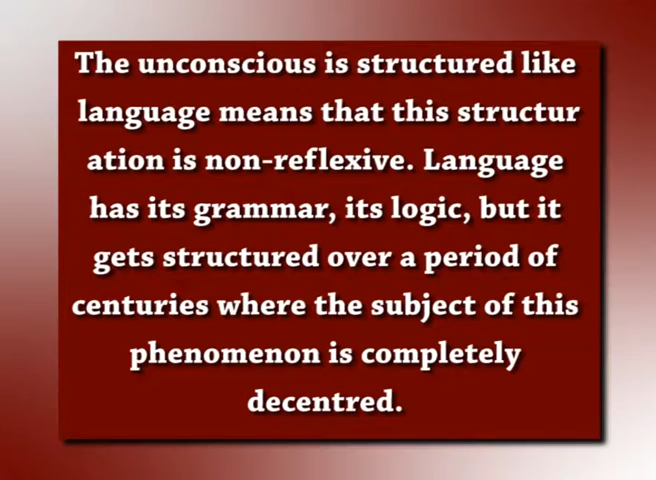 The unconscious is structured like
language means that this structur
ation is non-reflexive. Language
has its grammar, its logic, but it
gets structured over a period of
centuries where the subject of this
phenomenon is completely
decentred.